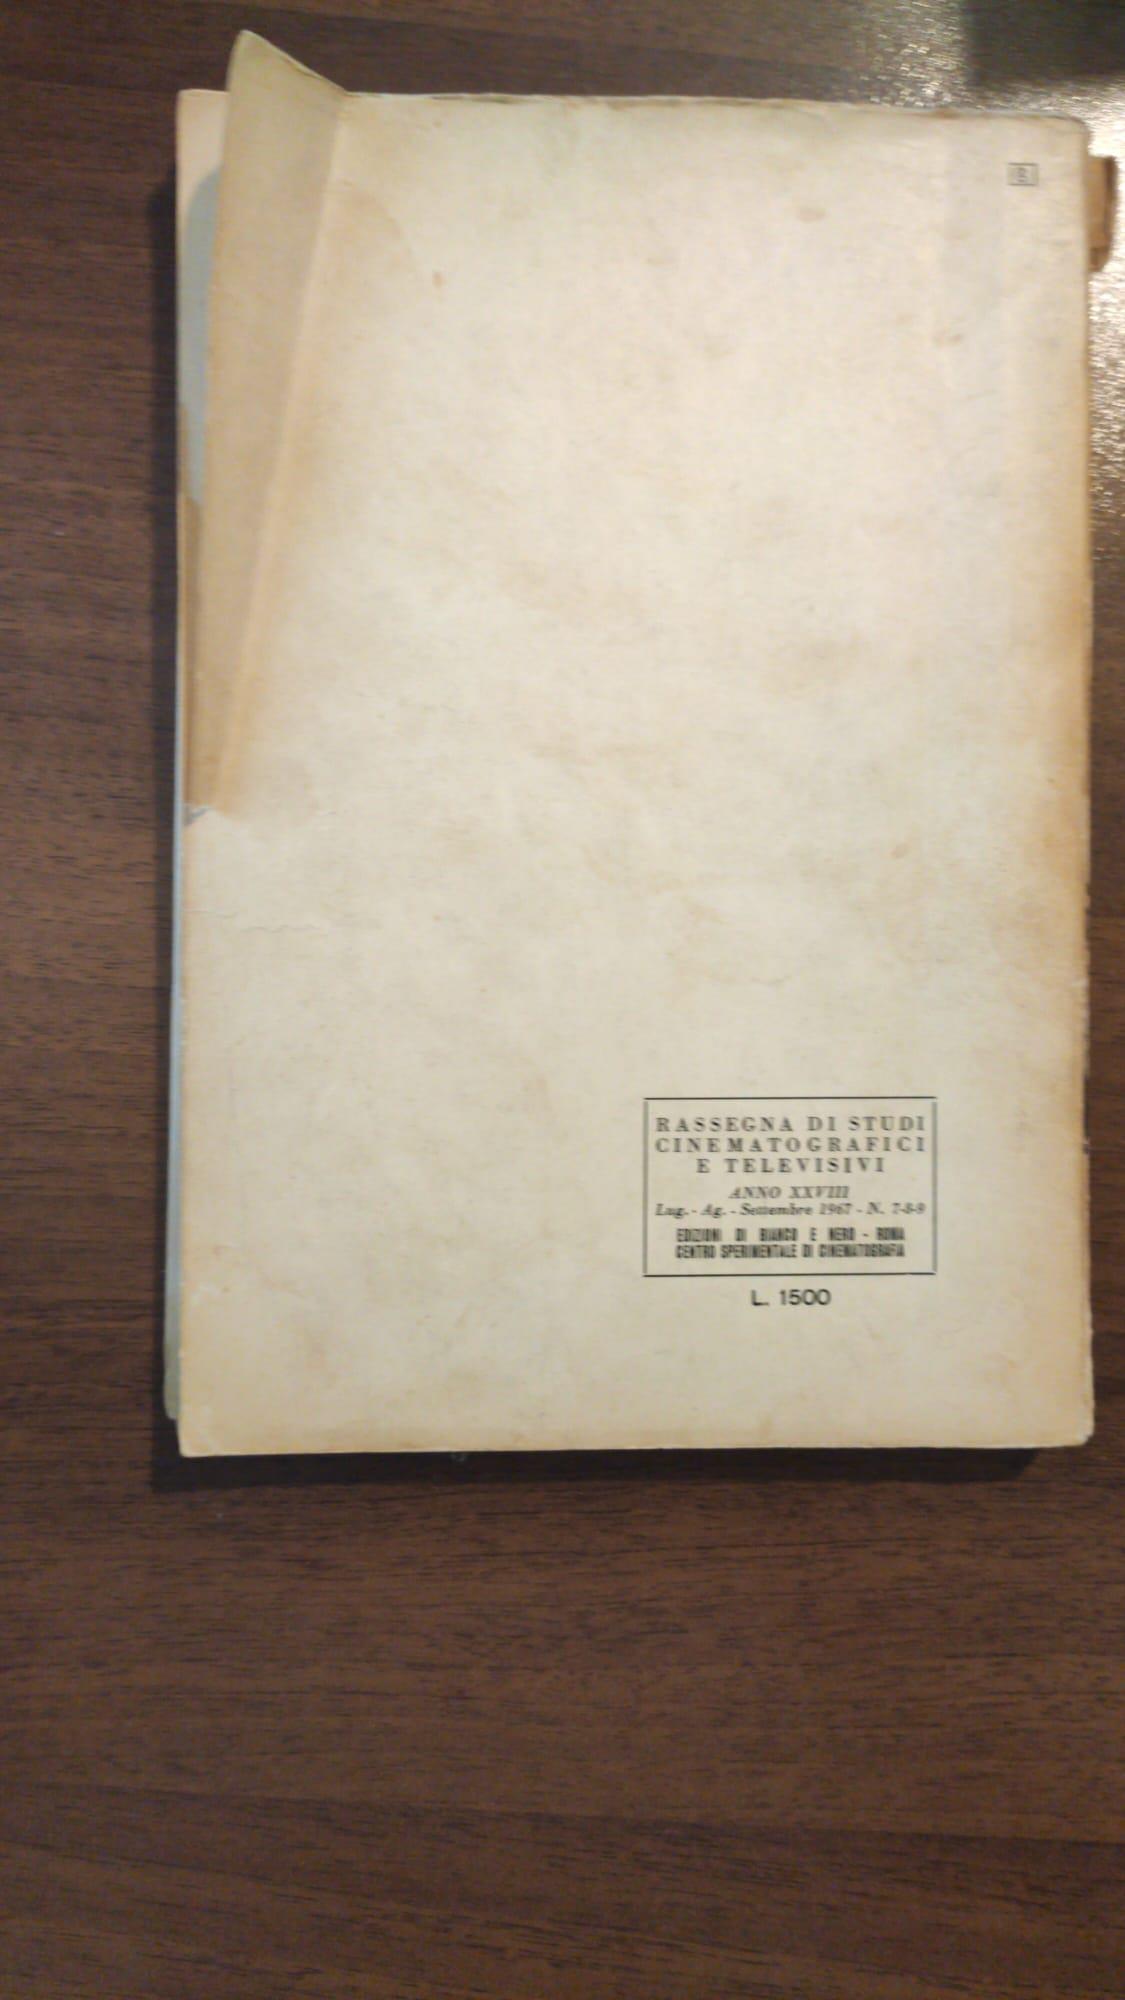 B
RASSEGNA DI STUDI
CINEMATOGRAFICI
E TELEVISIVI
ANNO XXVIII
Lug. - Ag. - Settembre 1967 - N. 7-8-9
EDIZIONI DI BIANCO E NERO - ROMA
CENTRO SPERIMENTALE DI CINEMATOGRAFIA
L. 1500